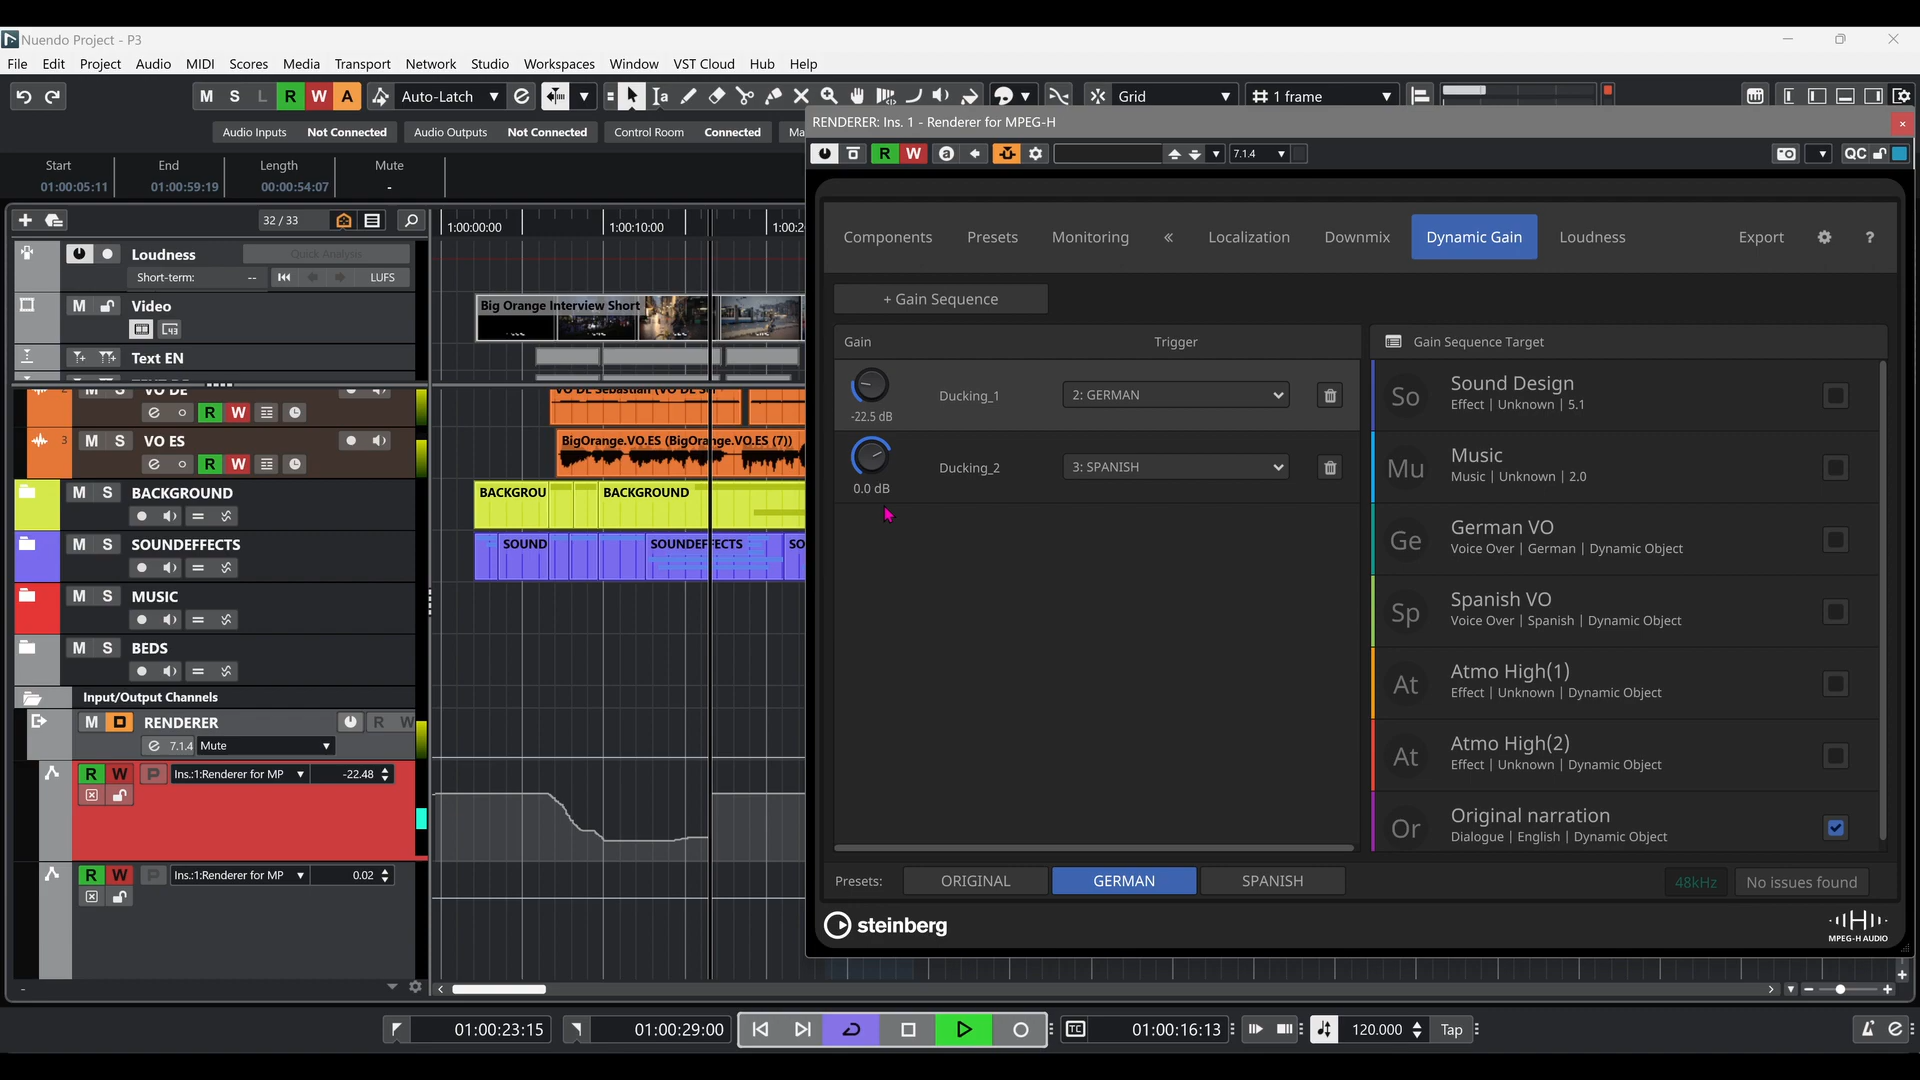 Nuendo Project - P3
File Edit Project Audio MIDI Scores Media Transport Network Studio Workspaces Window VST Cloud Hub Help
M S L R W A Auto-Latch Grid 1 frame
Audio Inputs Not Connected Audio Outputs Not Connected Control Room Connected Ma
Start End Length Mute
01:00:05:11 01:00:59:19 00:00:54:07 -
32 / 33
1:00:00:00 1:00:10:00 1:00:2
Loudness Quick Analysis
Short-term: -- LUFS
M Video
Big Orange Interview Short
Text EN
M S VO DE
R W
3 M S VO ES
BigOrange.VO.ES (BigOrange.VO.ES (7))
R W
M S BACKGROUND
BACKGROU BACKGROUND
M S SOUNDEFFECTS
SOUND SOUNDEFFECTS SO
M S MUSIC
M S BEDS
Input/Output Channels
M D RENDERER R W
7.1.4 Mute
R W P Ins.:1:Renderer for MP -22.48
R W P Ins.:1:Renderer for MP 0.02
RENDERER: Ins. 1 - Renderer for MPEG-H
R W a 7.1.4 QC
Components Presets Monitoring « Localization Downmix Dynamic Gain Loudness Export ?
+ Gain Sequence
Gain Trigger
-22.5 dB Ducking_1 2: GERMAN
0.0 dB Ducking_2 3: SPANISH
Gain Sequence Target
So Sound Design
Effect | Unknown | 5.1
Mu Music
Music | Unknown | 2.0
Ge German VO
Voice Over | German | Dynamic Object
Sp Spanish VO
Voice Over | Spanish | Dynamic Object
At Atmo High(1)
Effect | Unknown | Dynamic Object
At Atmo High(2)
Effect | Unknown | Dynamic Object
Or Original narration
Dialogue | English | Dynamic Object
Presets: ORIGINAL GERMAN SPANISH 48kHz No issues found
steinberg
MPEG-H AUDIO
01:00:23:15 01:00:29:00 TC 01:00:16:13 120.000 Tap